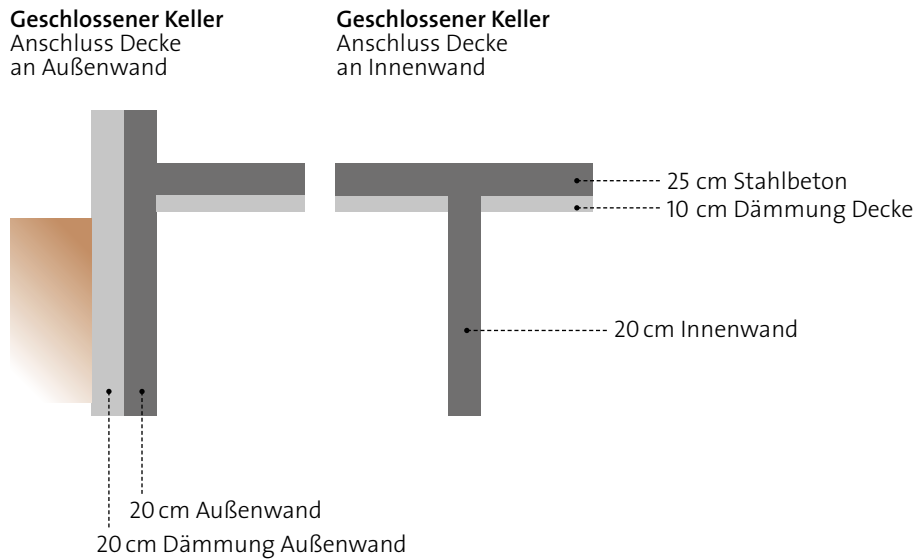 Geschlossener Keller
Anschluss Decke
an Außenwand
Geschlossener Keller
Anschluss Decke
an Innenwand
25 cm Stahlbeton
10 cm Dämmung Decke
20 cm Innenwand
20 cm Außenwand
20 cm Dämmung Außenwand